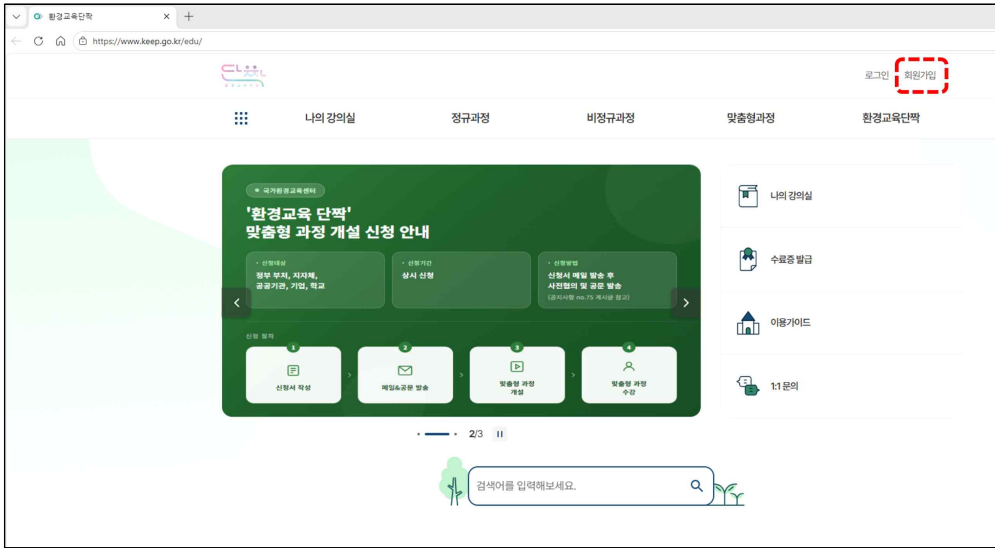 환경교육단짝
https://www.keep.go.kr/edu/
로그인 회원가입
나의 강의실 정규과정 비정규과정 맞춤형과정 환경교육단짝
국가환경교육센터
'환경교육 단짝'
맞춤형 과정 개설 신청 안내
· 신청대상
정부 부처, 지자체,
공공기관, 기업, 학교
· 신청기간
상시 신청
· 신청방법
신청서 메일 발송 후
사전협의 및 공문 발송
(공지사항 no.75 게시글 참고)
신청 절차
1
신청서 작성
2
메일&공문 발송
3
맞춤형 과정
개설
4
맞춤형 과정
수강
2/3
나의 강의실
수료증 발급
이용가이드
1:1 문의
검색어를 입력해보세요.